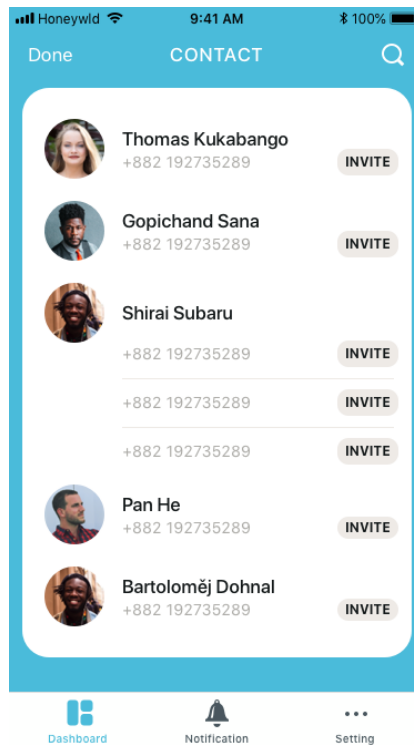 Honeywld 9:41 AM 100%
Done CONTACT
Thomas Kukabango
+882 192735289 INVITE
Gopichand Sana
+882 192735289 INVITE
Shirai Subaru
+882 192735289 INVITE
+882 192735289 INVITE
+882 192735289 INVITE
Pan He
+882 192735289 INVITE
Bartoloměj Dohnal
+882 192735289 INVITE
Dashboard Notification Setting